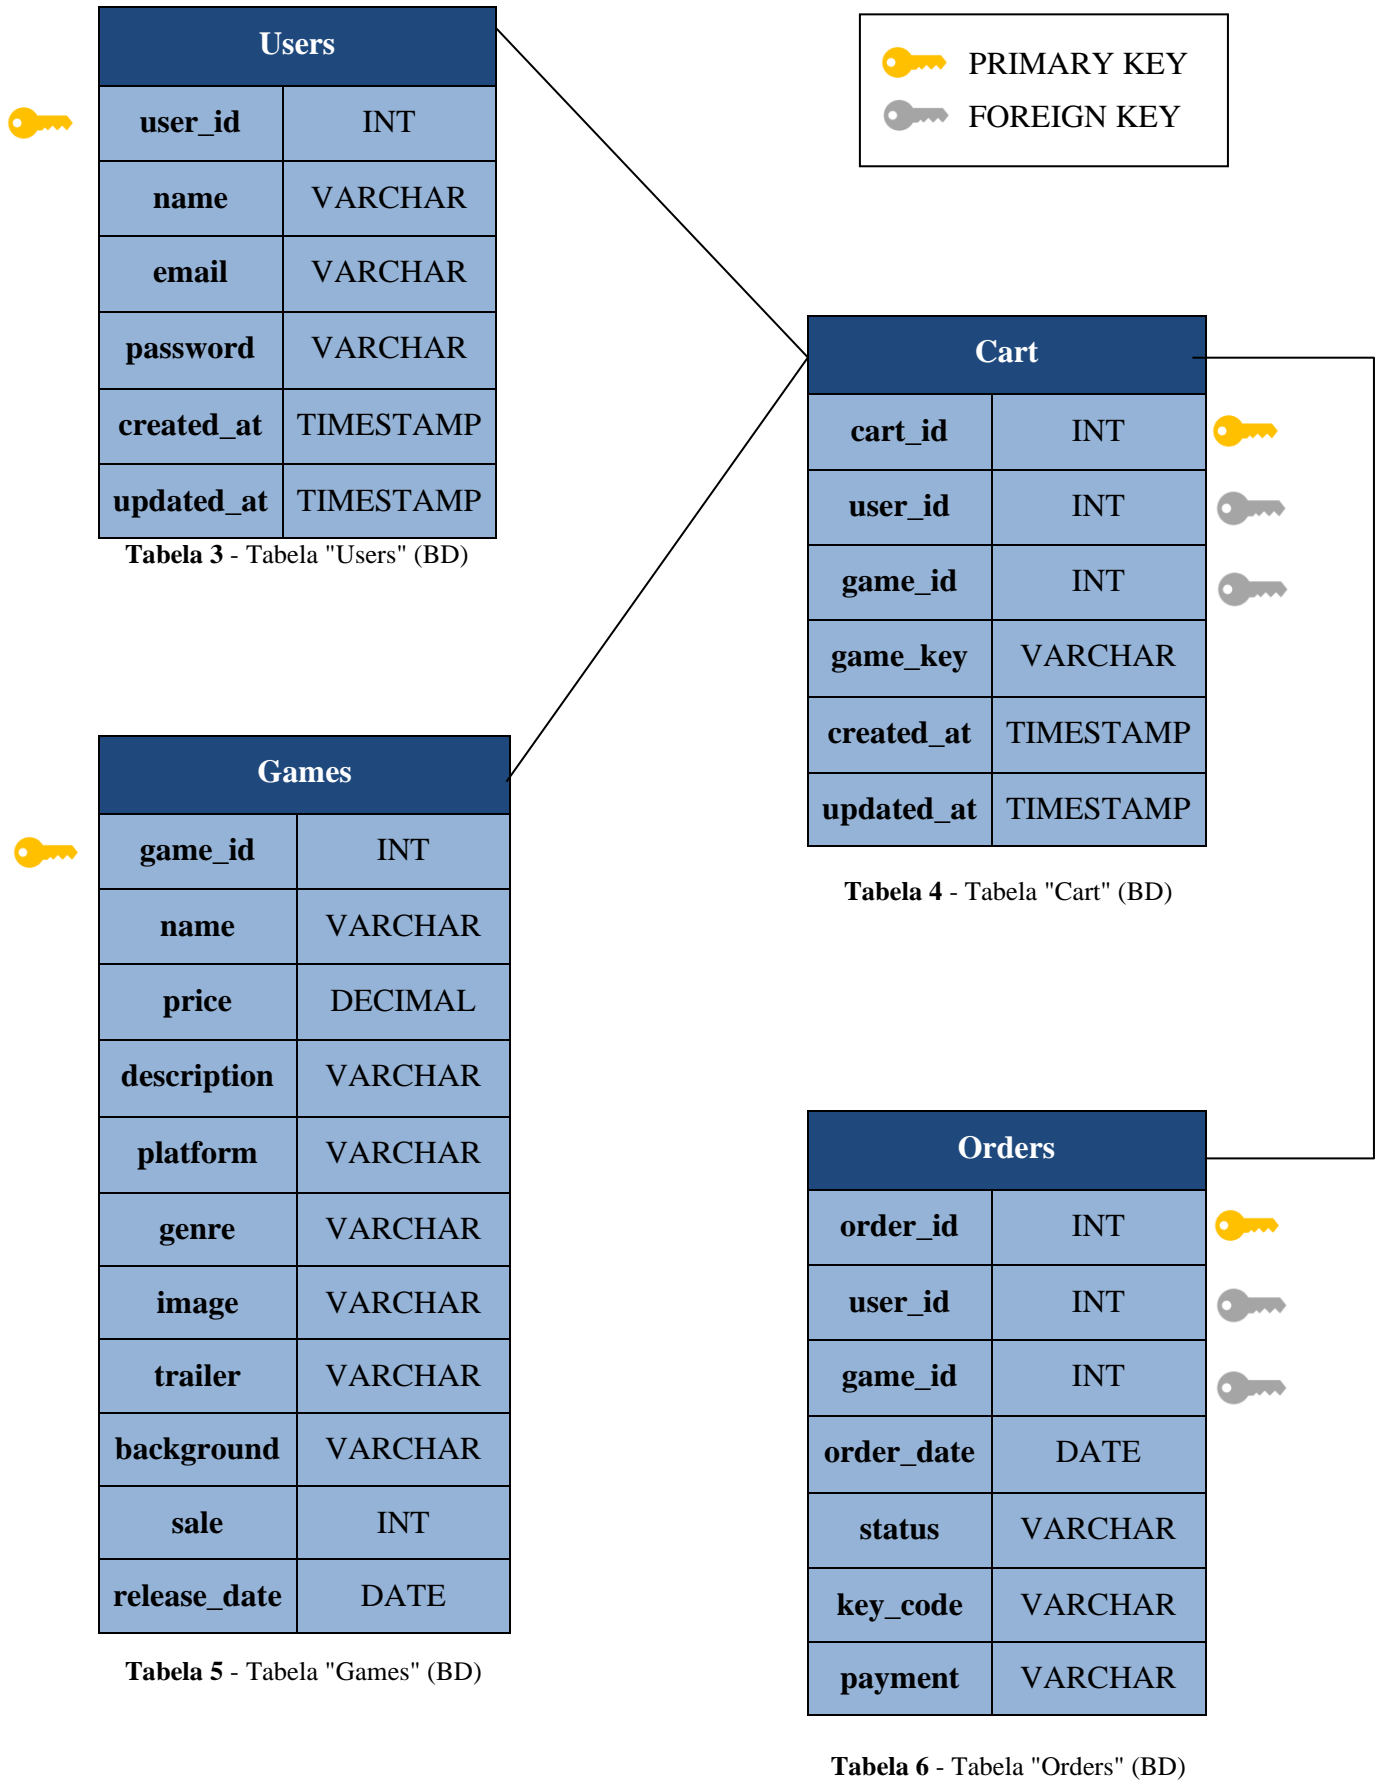 Users
user_id INT
name VARCHAR
email VARCHAR
password VARCHAR
created_at TIMESTAMP
updated_at TIMESTAMP
Tabela 3 - Tabela "Users" (BD)
PRIMARY KEY
FOREIGN KEY
Cart
cart_id INT
user_id INT
game_id INT
game_key VARCHAR
created_at TIMESTAMP
updated_at TIMESTAMP
Tabela 4 - Tabela "Cart" (BD)
Games
game_id INT
name VARCHAR
price DECIMAL
description VARCHAR
platform VARCHAR
genre VARCHAR
image VARCHAR
trailer VARCHAR
background VARCHAR
sale INT
release_date DATE
Tabela 5 - Tabela "Games" (BD)
Orders
order_id INT
user_id INT
game_id INT
order_date DATE
status VARCHAR
key_code VARCHAR
payment VARCHAR
Tabela 6 - Tabela "Orders" (BD)